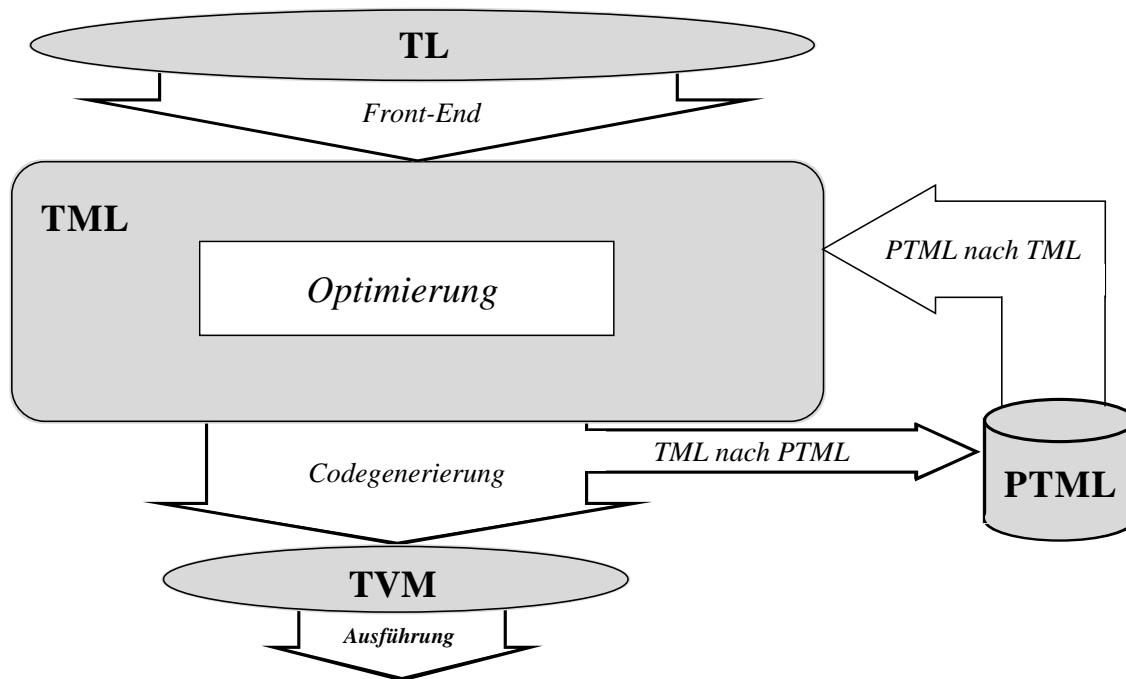 TL
Front-End
TML
PTML nach TML
Optimierung
TML nach PTML
Codegenerierung
PTML
TVM
Ausführung